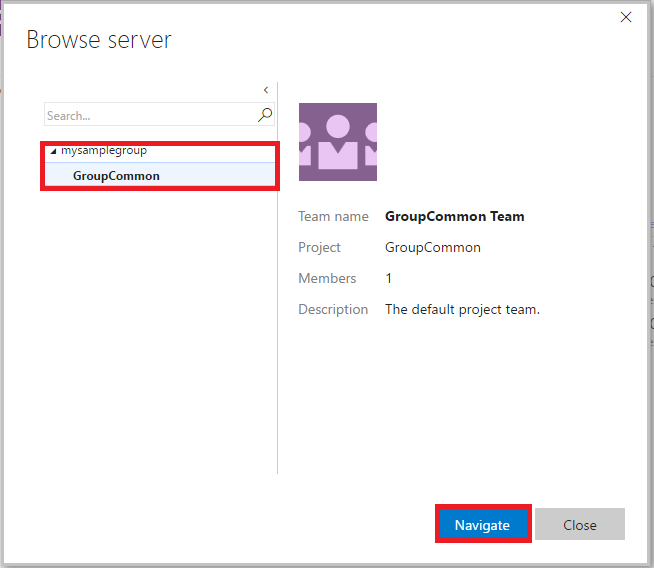 Browse server
Search...
mysamplegroup
GroupCommon
Team name GroupCommon Team
Project GroupCommon
Members 1
Description The default project team.
Navigate Close